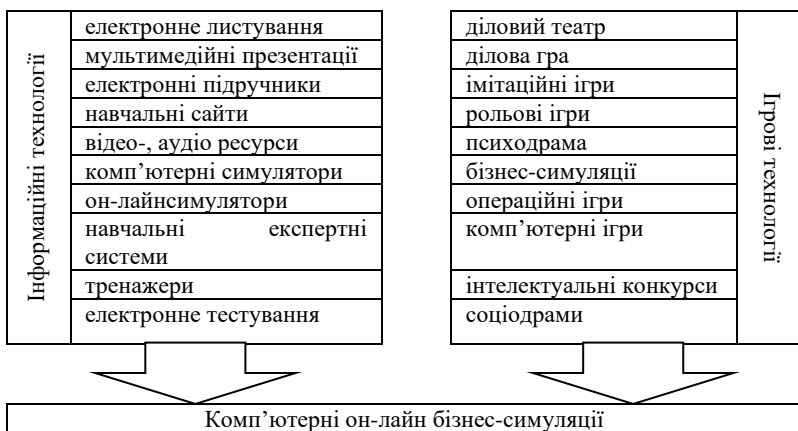 Інформаційні технології
електронне листування
мультимедійні презентації
електронні підручники
навчальні сайти
відео-, аудіо ресурси
комп’ютерні симулятори
он-лайнсимулятори
навчальні експертні
системи
тренажери
електронне тестування
діловий театр
ділова гра
імітаційні ігри
рольові ігри
психодрама
бізнес-симуляції
операційні ігри
комп’ютерні ігри
інтелектуальні конкурси
соціодрами
Ігрові технології
Комп’ютерні он-лайн бізнес-симуляції